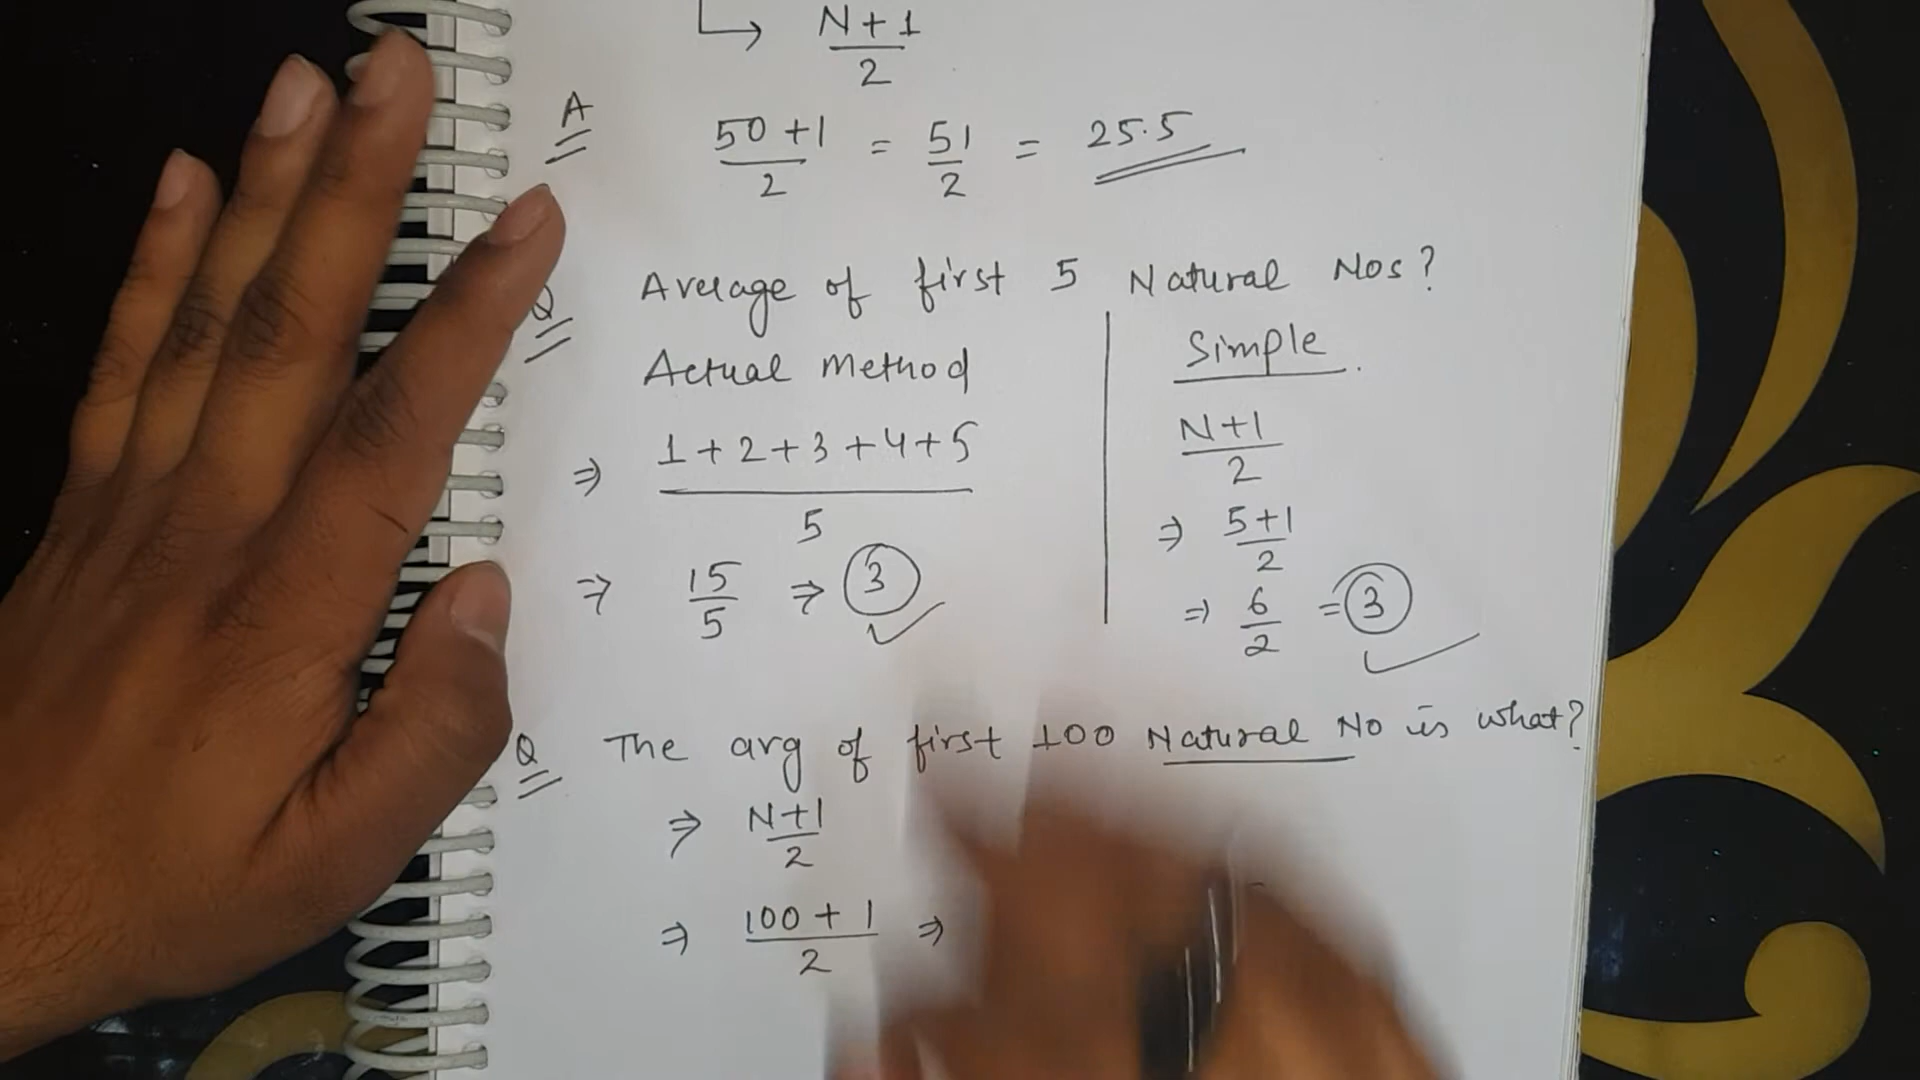 ↳ N+1
2
A 50+1 = 51 = 25.5
2 2
Q Average of first 5 Natural Nos?
Actual Method
⇒ 1+2+3+4+5
5
⇒ 15 ⇒ 3
5
Simple.
N+1
2
⇒ 5+1
2
⇒ 6 = 3
2
Q The avg of first 100 Natural No is what?
⇒ N+1
2
⇒ 100+1 ⇒
2